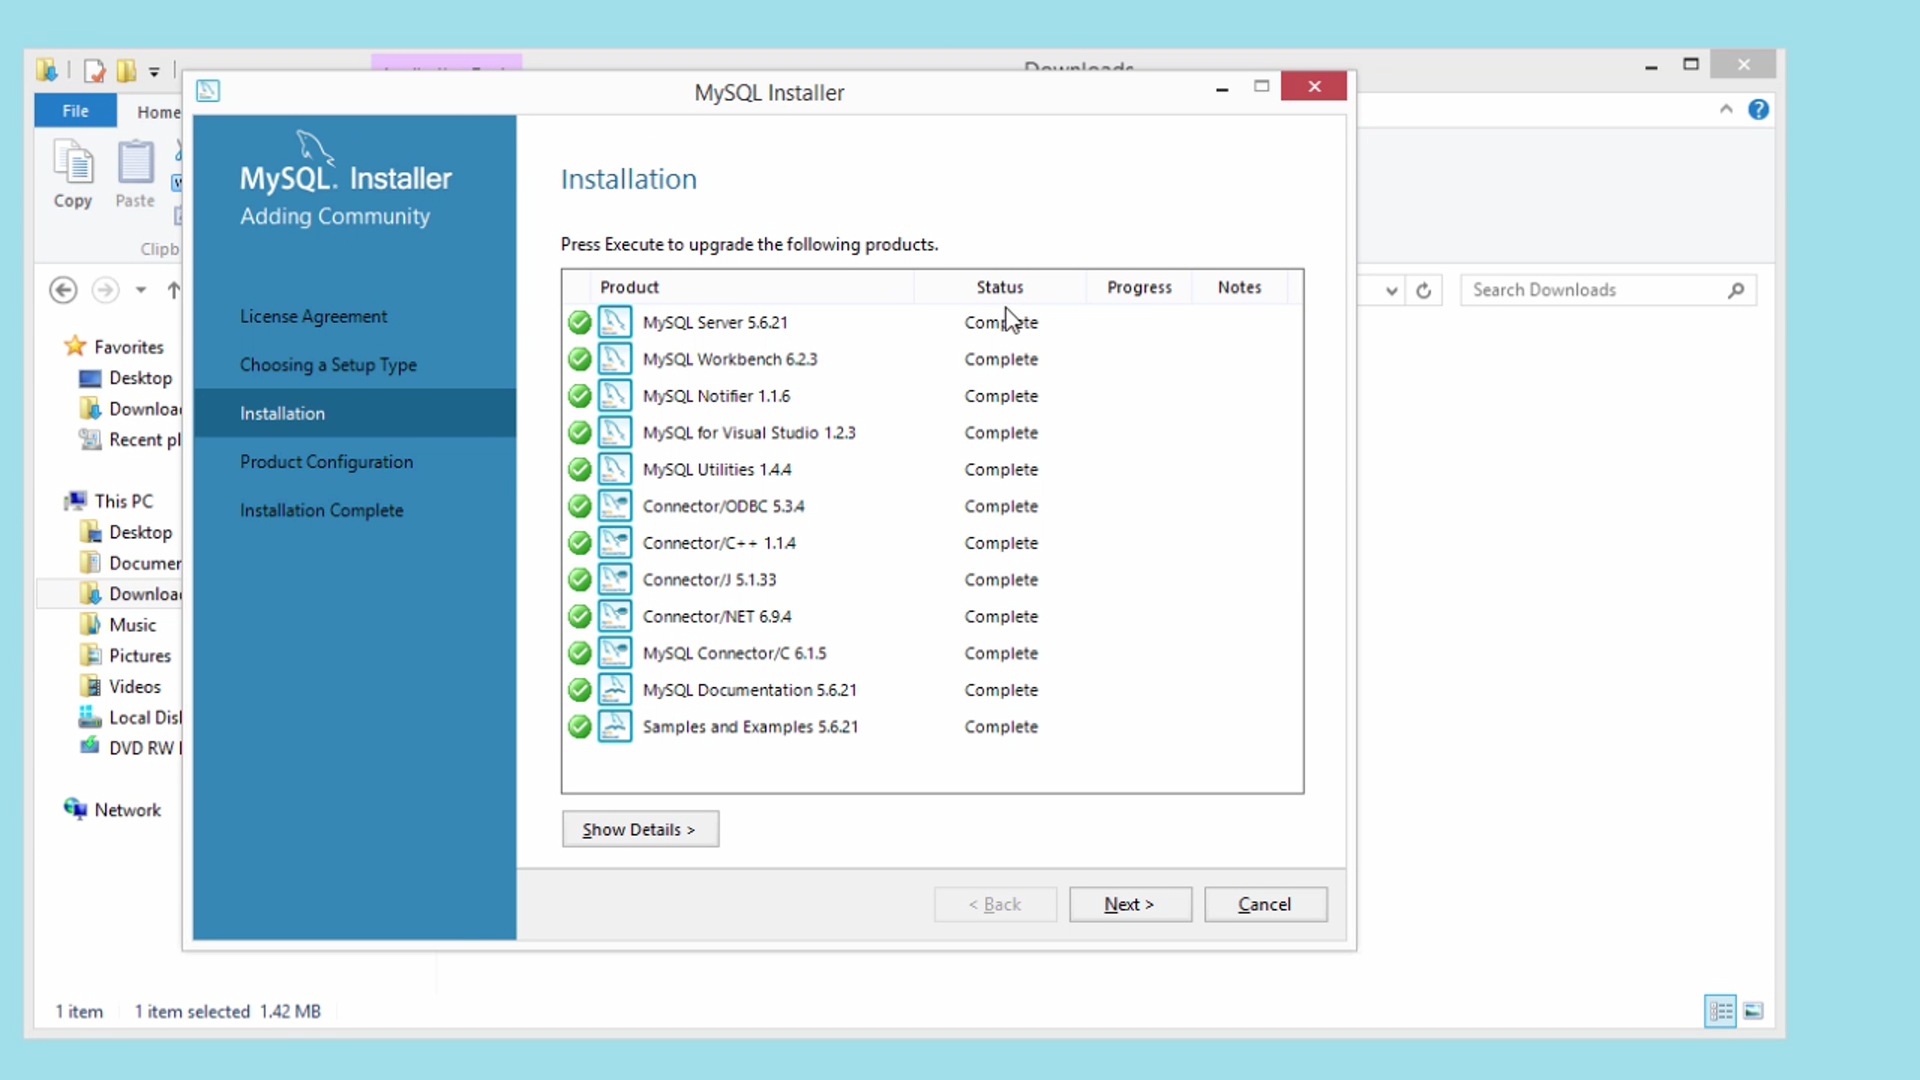 Downloads
File
Home
Copy
Paste
Clipb
Search Downloads
Favorites
Desktop
Downloa
Recent pl
This PC
Desktop
Documen
Downloa
Music
Pictures
Videos
Local Disl
DVD RW
Network
1 item
1 item selected 1.42 MB
MySQL Installer
MySQL. Installer
Adding Community
License Agreement
Choosing a Setup Type
Installation
Product Configuration
Installation Complete
Installation
Press Execute to upgrade the following products.
Product Status Progress Notes
MySQL Server 5.6.21 Complete
MySQL Workbench 6.2.3 Complete
MySQL Notifier 1.1.6 Complete
MySQL for Visual Studio 1.2.3 Complete
MySQL Utilities 1.4.4 Complete
Connector/ODBC 5.3.4 Complete
Connector/C++ 1.1.4 Complete
Connector/J 5.1.33 Complete
Connector/NET 6.9.4 Complete
MySQL Connector/C 6.1.5 Complete
MySQL Documentation 5.6.21 Complete
Samples and Examples 5.6.21 Complete
Show Details >
< Back
Next >
Cancel